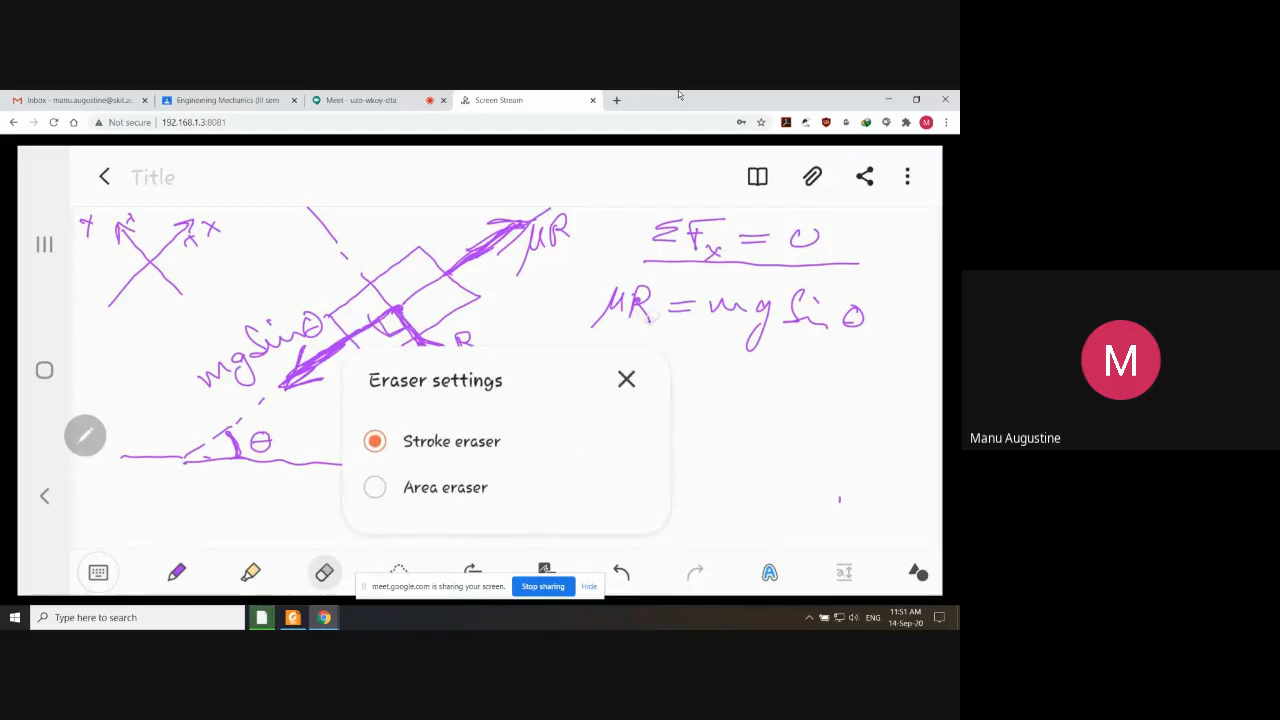 Inbox - manu.augustine@skit.ac
Engineering Mechanics (III sem
Meet - uzo-wkoy-dta
Screen Stream
Not secure 192.168.1.3:8081
Title
Y
X
μR
ΣFx = 0
μR = mg Sin θ
mg Sin θ
R
θ
Eraser settings
Stroke eraser
Area eraser
Manu Augustine
M
meet.google.com is sharing your screen.
Stop sharing
Hide
Type here to search
ENG
11:51 AM
14-Sep-20